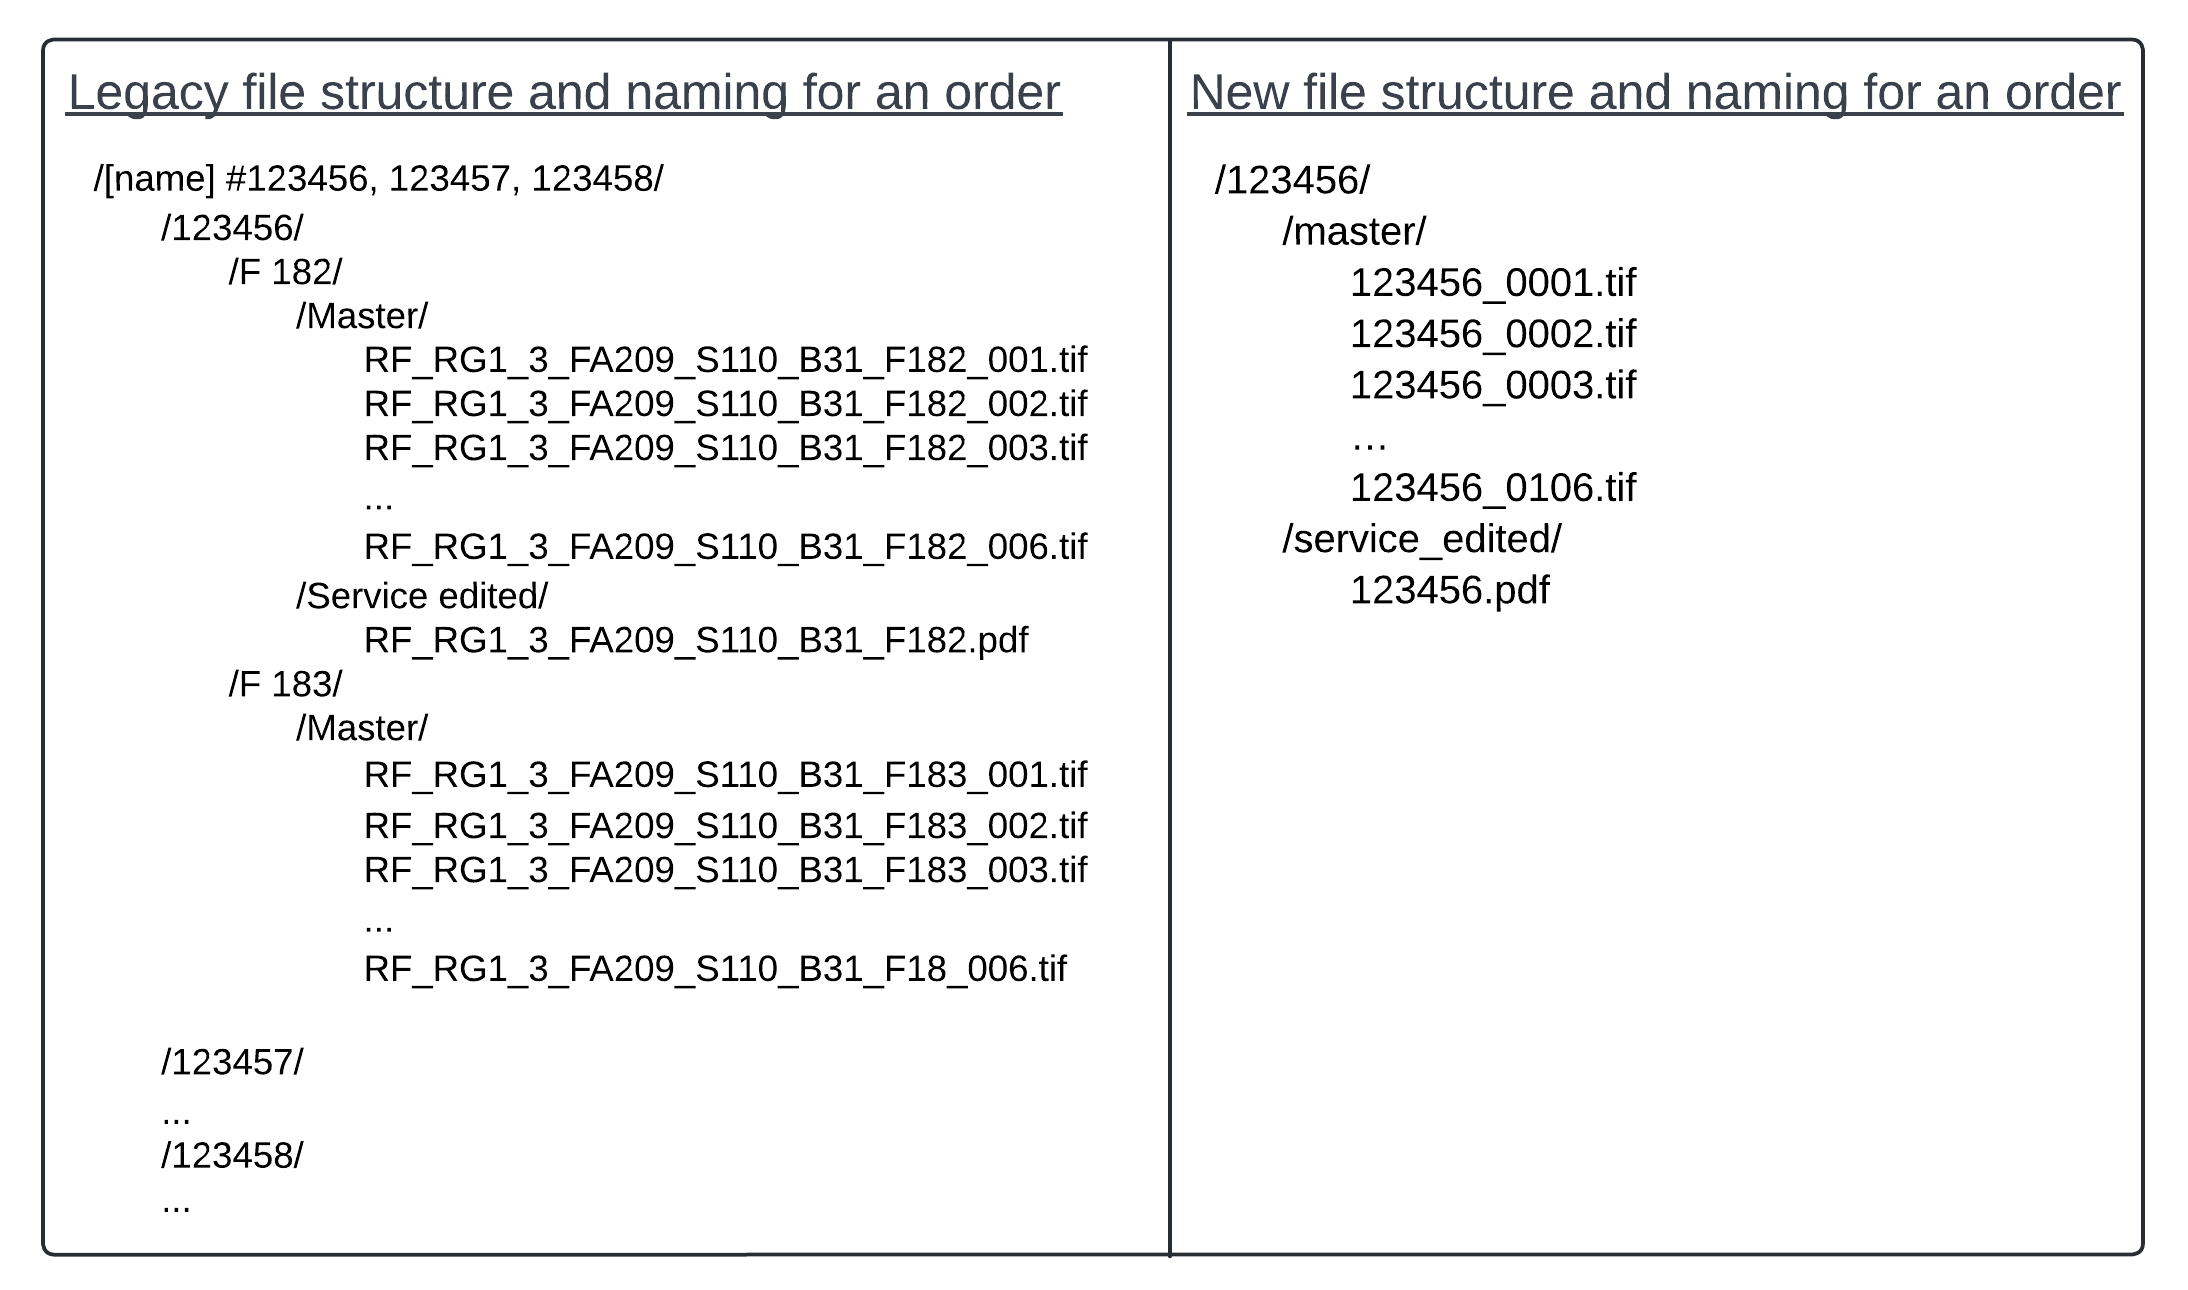 Legacy file structure and naming for an order
/[name] #123456, 123457, 123458/
/123456/
/F 182/
/Master/
RF_RG1_3_FA209_S110_B31_F182_001.tif
RF_RG1_3_FA209_S110_B31_F182_002.tif
RF_RG1_3_FA209_S110_B31_F182_003.tif
...
RF_RG1_3_FA209_S110_B31_F182_006.tif
/Service edited/
RF_RG1_3_FA209_S110_B31_F182.pdf
/F 183/
/Master/
RF_RG1_3_FA209_S110_B31_F183_001.tif
RF_RG1_3_FA209_S110_B31_F183_002.tif
RF_RG1_3_FA209_S110_B31_F183_003.tif
...
RF_RG1_3_FA209_S110_B31_F18_006.tif
/123457/
...
/123458/
...
New file structure and naming for an order
/123456/
/master/
123456_0001.tif
123456_0002.tif
123456_0003.tif
…
123456_0106.tif
/service_edited/
123456.pdf